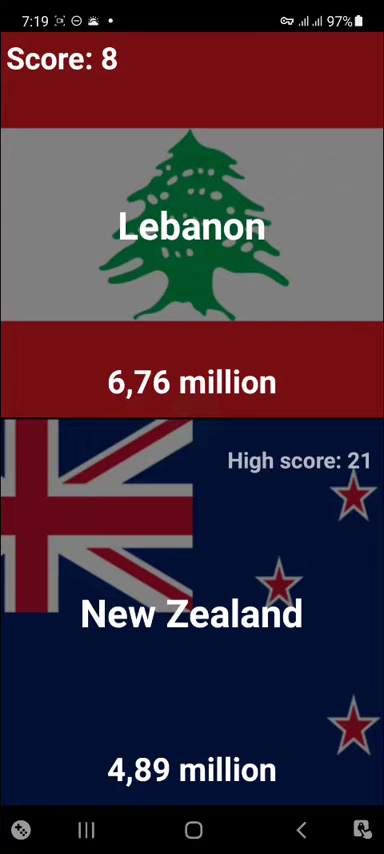 7:19 97%
Score: 8
Lebanon
6,76 million
High score: 21
New Zealand
4,89 million